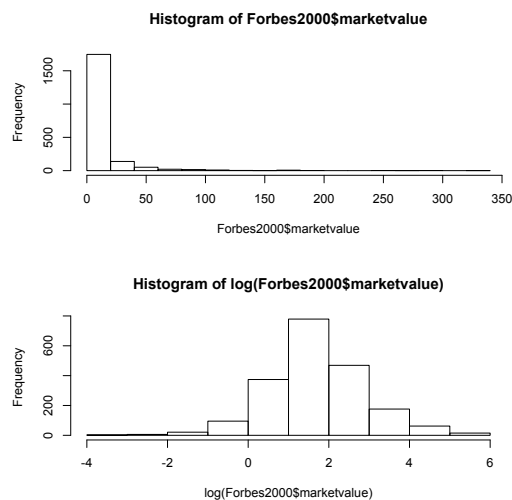 Histogram of Forbes2000$marketvalue
Frequency
1500
500
0
0 50 100 150 200 250 300 350
Forbes2000$marketvalue
Histogram of log(Forbes2000$marketvalue)
Frequency
600
200
0
-4 -2 0 2 4 6
log(Forbes2000$marketvalue)